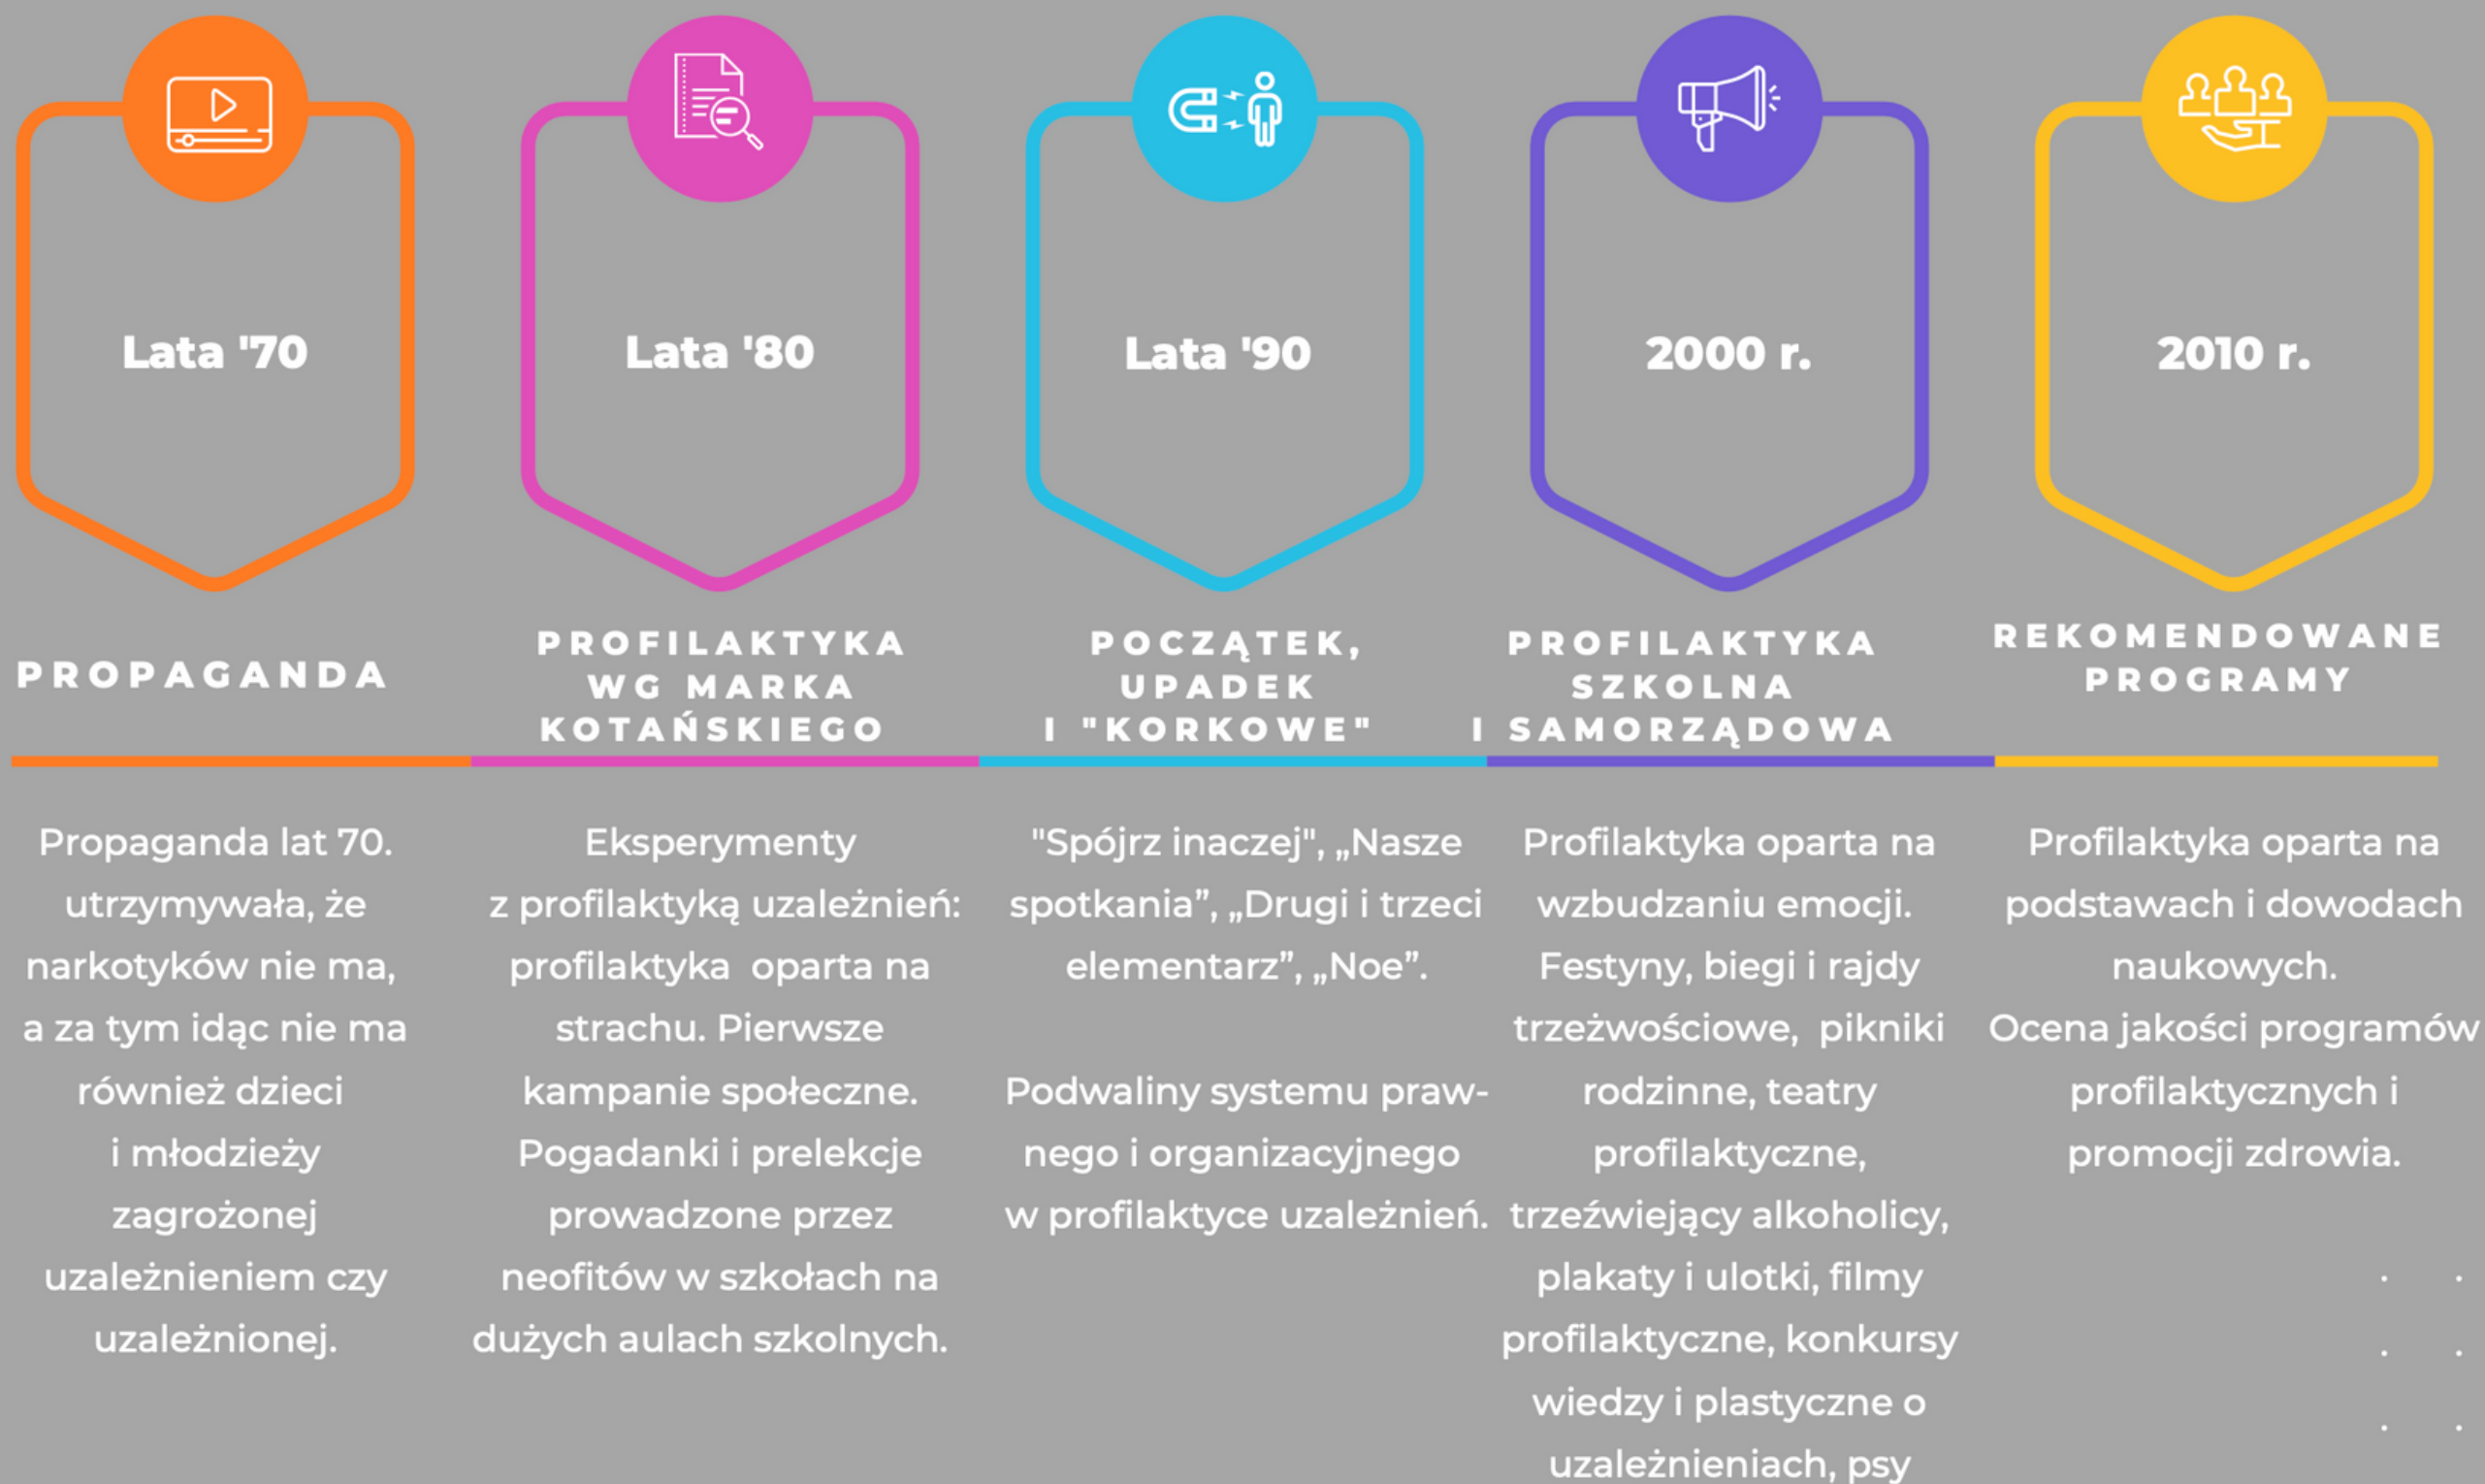 Lata '70
PROPAGANDA
Propaganda lat 70.
utrzymywała, że
narkotyków nie ma,
a za tym idąc nie ma
również dzieci
i młodzieży
zagrożonej
uzależnieniem czy
uzależnionej.
Lata '80
PROFILAKTYKA
WG MARKA
KOTAŃSKIEGO
Eksperymenty
z profilaktyką uzależnień:
profilaktyka oparta na
strachu. Pierwsze
kampanie społeczne.
Pogadanki i prelekcje
prowadzone przez
neofitów w szkołach na
dużych aulach szkolnych.
Lata '90
POCZĄTEK,
UPADEK
I "KORKOWE"
"Spójrz inaczej", „Nasze
spotkania”, „Drugi i trzeci
elementarz”, „Noe”.
Podwaliny systemu praw-
nego i organizacyjnego
w profilaktyce uzależnień.
2000 r.
PROFILAKTYKA
SZKOLNA
I SAMORZĄDOWA
Profilaktyka oparta na
wzbudzaniu emocji.
Festyny, biegi i rajdy
trzeżwościowe, pikniki
rodzinne, teatry
profilaktyczne,
trzeźwiejący alkoholicy,
plakaty i ulotki, filmy
profilaktyczne, konkursy
wiedzy i plastyczne o
uzależnieniach, psy
2010 r.
REKOMENDOWANE
PROGRAMY
Profilaktyka oparta na
podstawach i dowodach
naukowych.
Ocena jakości programów
profilaktycznych i
promocji zdrowia.